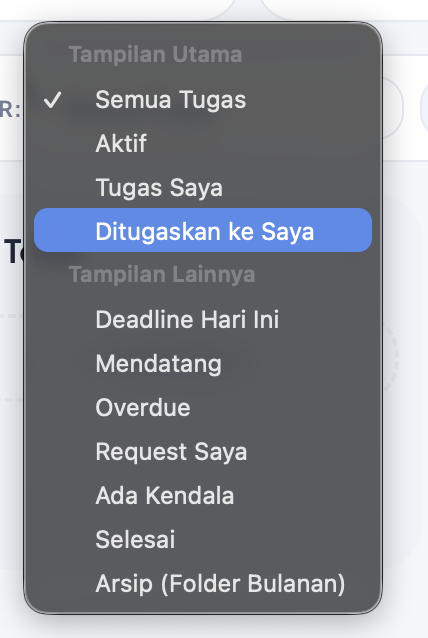 Tampilan Utama
✓ Semua Tugas
Aktif
Tugas Saya
Ditugaskan ke Saya
Tampilan Lainnya
Deadline Hari Ini
Mendatang
Overdue
Request Saya
Ada Kendala
Selesai
Arsip (Folder Bulanan)
R: